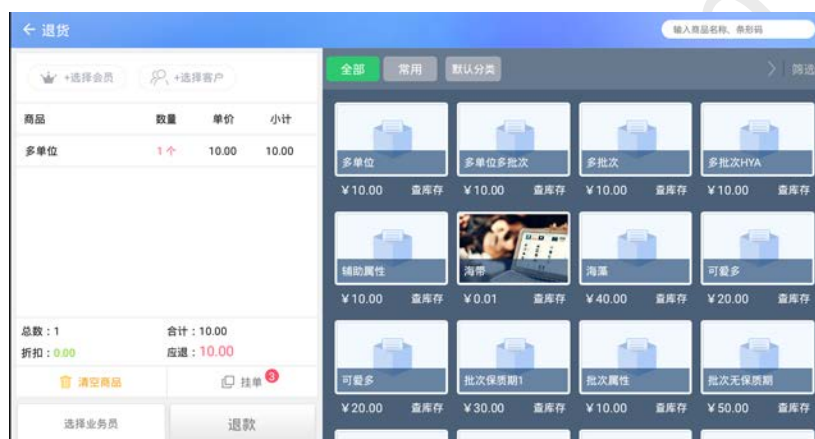 退货
输入商品名称、条形码
+选择会员 +选择客户
商品 数量 单价 小计
多单位 1个 10.00 10.00
总数：1 合计：10.00
折扣：0.00 应退：10.00
清空商品 挂单 3
选择业务员 退款
全部 常用 默认分类 筛选
多单位 多单位多批次 多批次 多批次HYA
￥10.00 查库存 ￥10.00 查库存 ￥10.00 查库存 ￥10.00 查库存
辅助属性 海带 海藻 可爱多
￥10.00 查库存 ￥0.01 查库存 ￥40.00 查库存 ￥20.00 查库存
可爱多 批次保质期1 批次属性 批次无保质期
￥20.00 查库存 ￥30.00 查库存 ￥10.00 查库存 ￥50.00 查库存